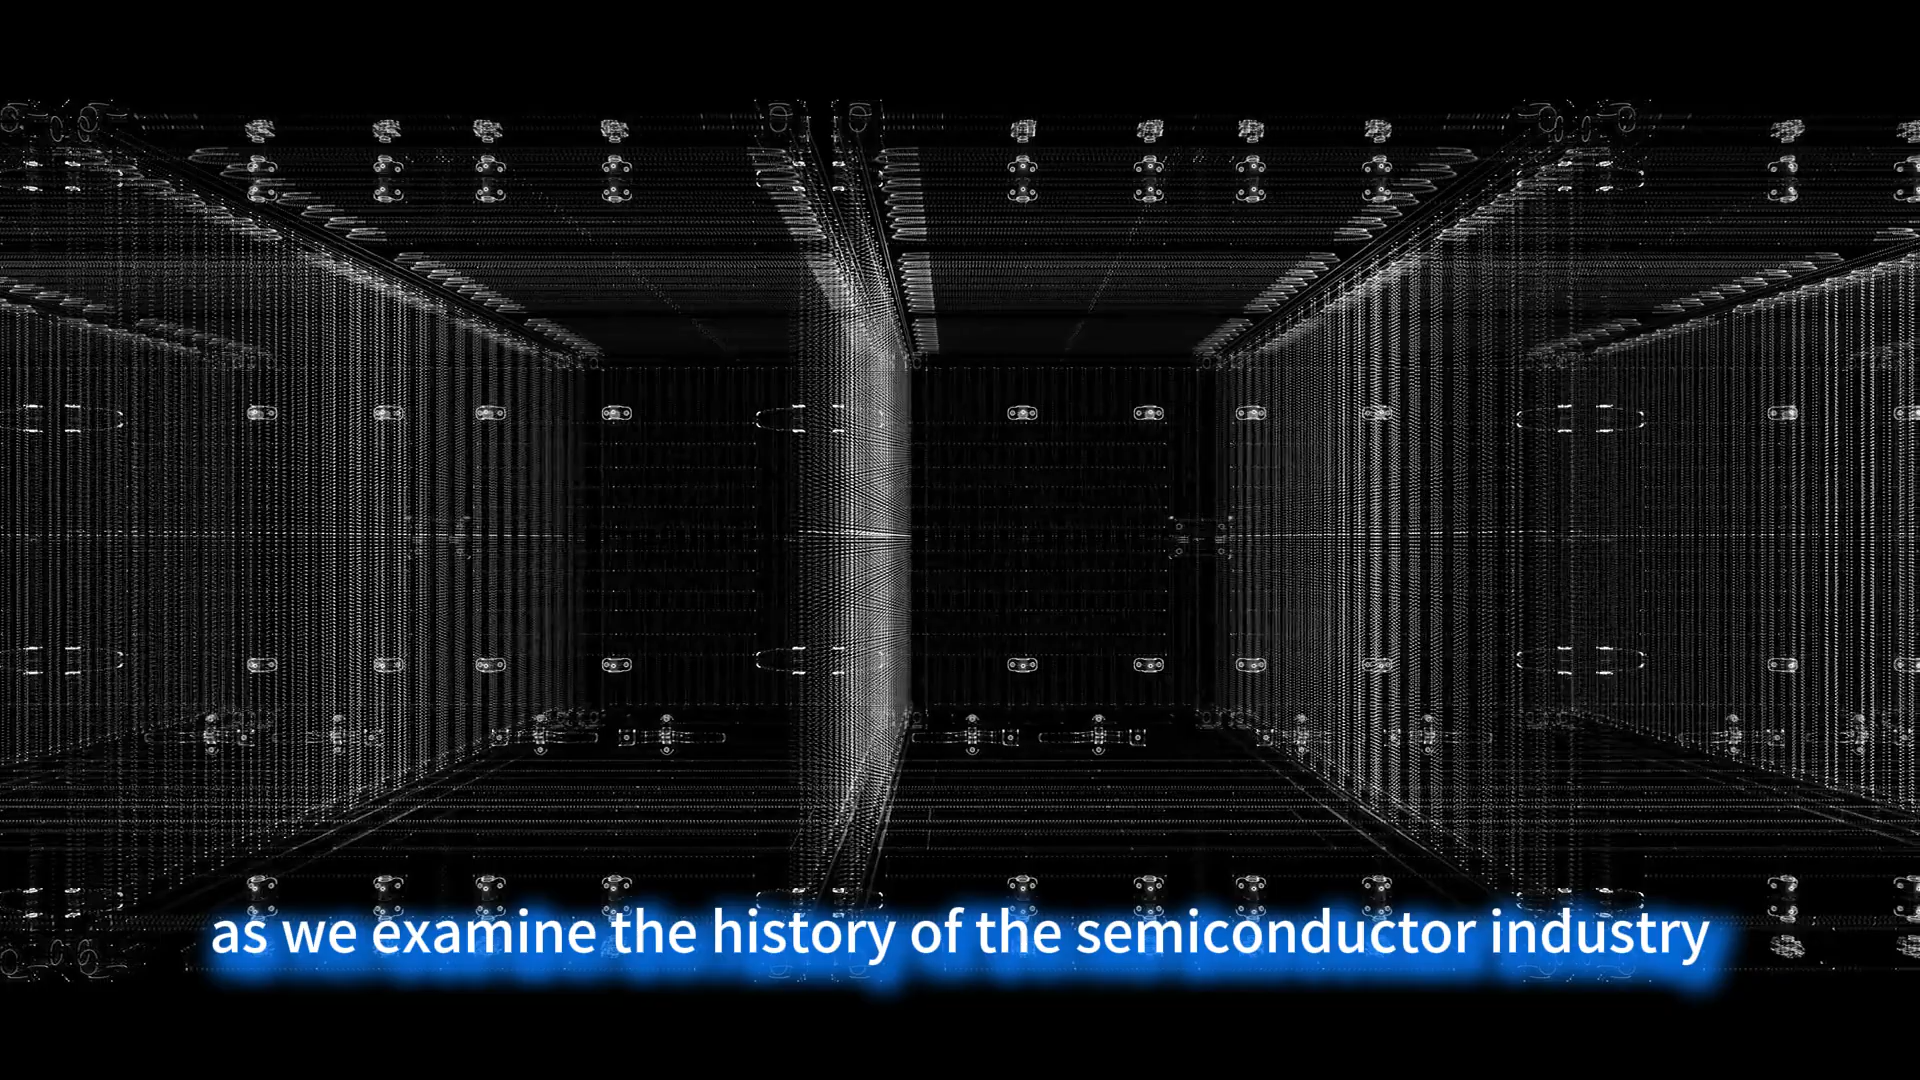 as we examine the history of the semiconductor industry